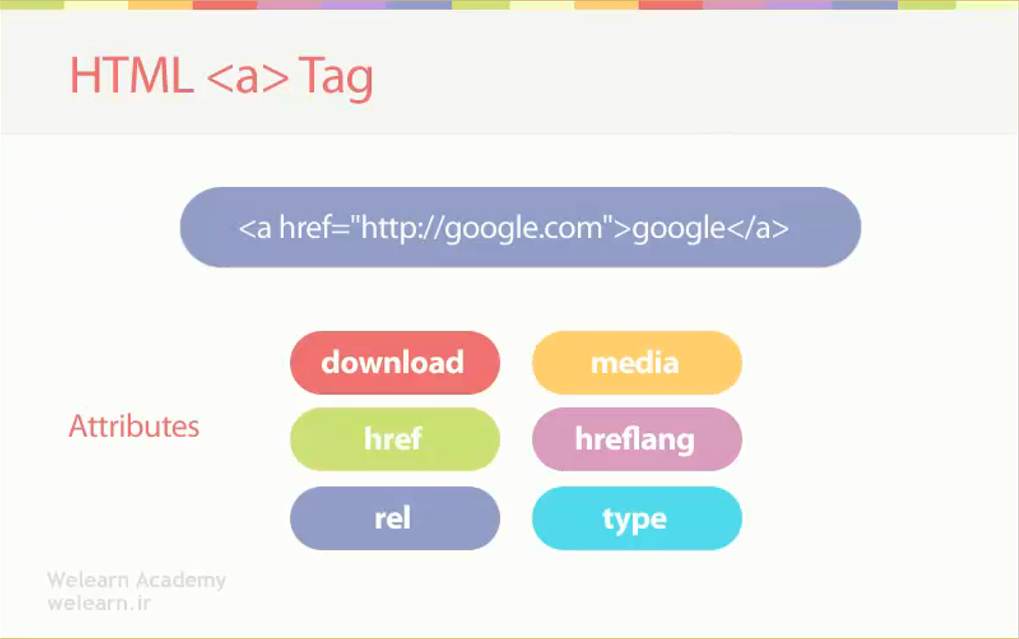 HTML <a> Tag
<a href="http://google.com">google</a>
download
media
Attributes
href
hreflang
rel
type
Welearn Academy
welearn.ir